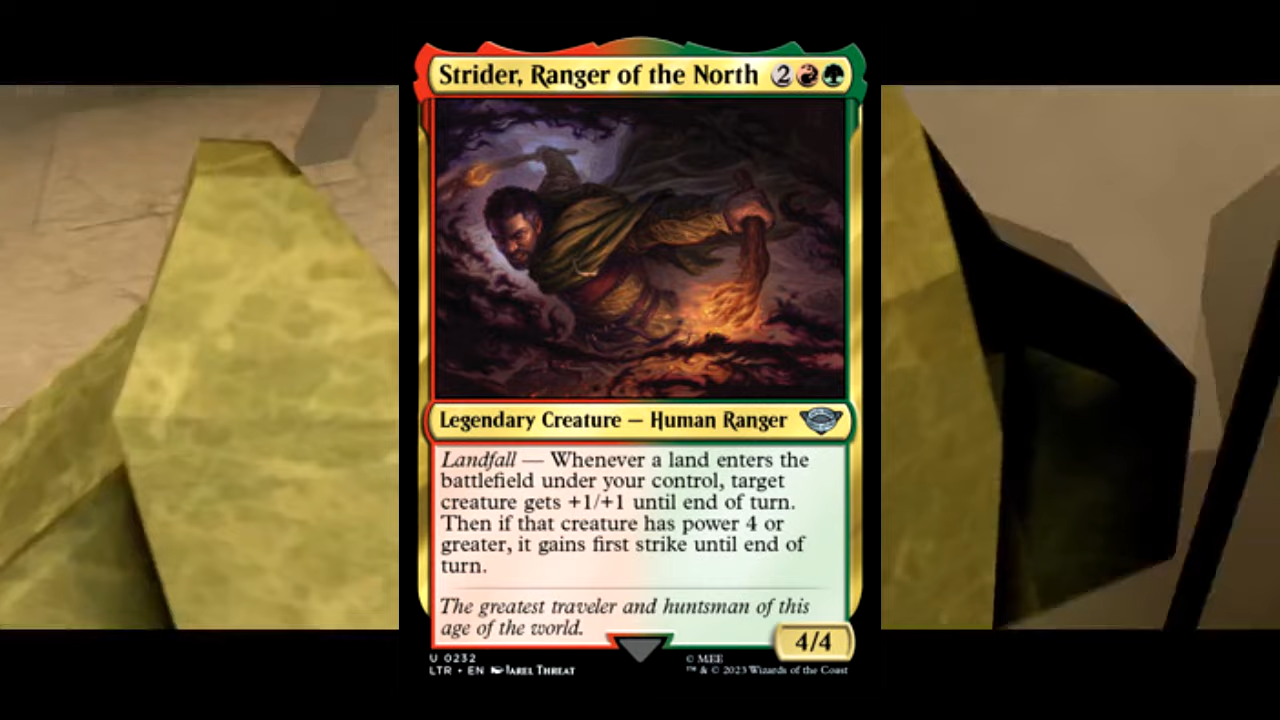 Strider, Ranger of the North 2
Legendary Creature — Human Ranger
Landfall — Whenever a land enters the
battlefield under your control, target
creature gets +1/+1 until end of turn.
Then if that creature has power 4 or
greater, it gains first strike until end of
turn.
The greatest traveler and huntsman of this
age of the world.
4/4
U 0232
LTR • EN JAREL THREAT
© MEE
™ & © 2023 Wizards of the Coast